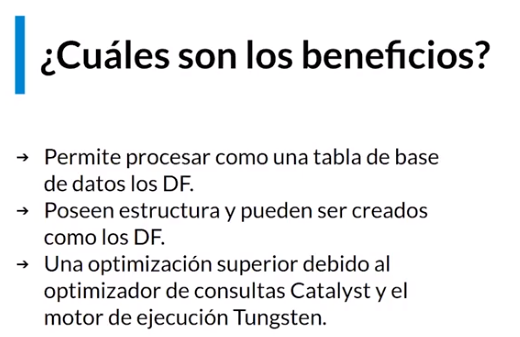 ¿Cuáles son los beneficios?
→ Permite procesar como una tabla de base
de datos los DF.
→ Poseen estructura y pueden ser creados
como los DF.
→ Una optimización superior debido al
optimizador de consultas Catalyst y el
motor de ejecución Tungsten.